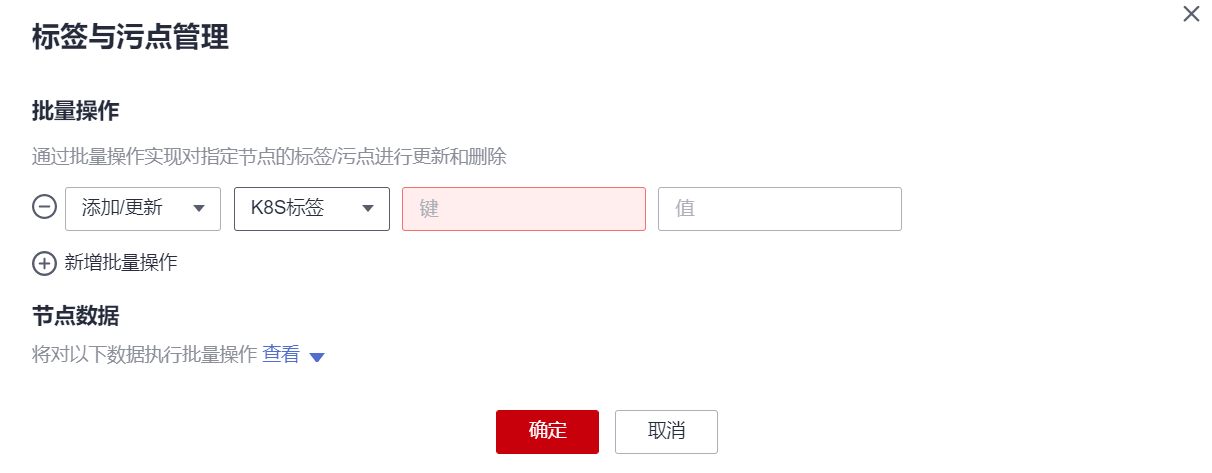 标签与污点管理
批量操作
通过批量操作实现对指定节点的标签/污点进行更新和删除
添加/更新 K8S标签 键 值
新增批量操作
节点数据
将对以下数据执行批量操作 查看
确定 取消